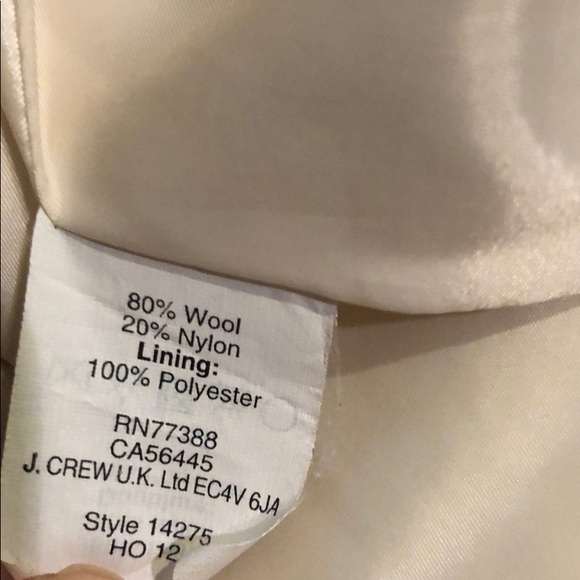 80% Wool
20% Nylon
Lining:
100% Polyester
RN77388
CA56445
J. CREW U.K. Ltd EC4V 6JA
Style 14275
HO 12